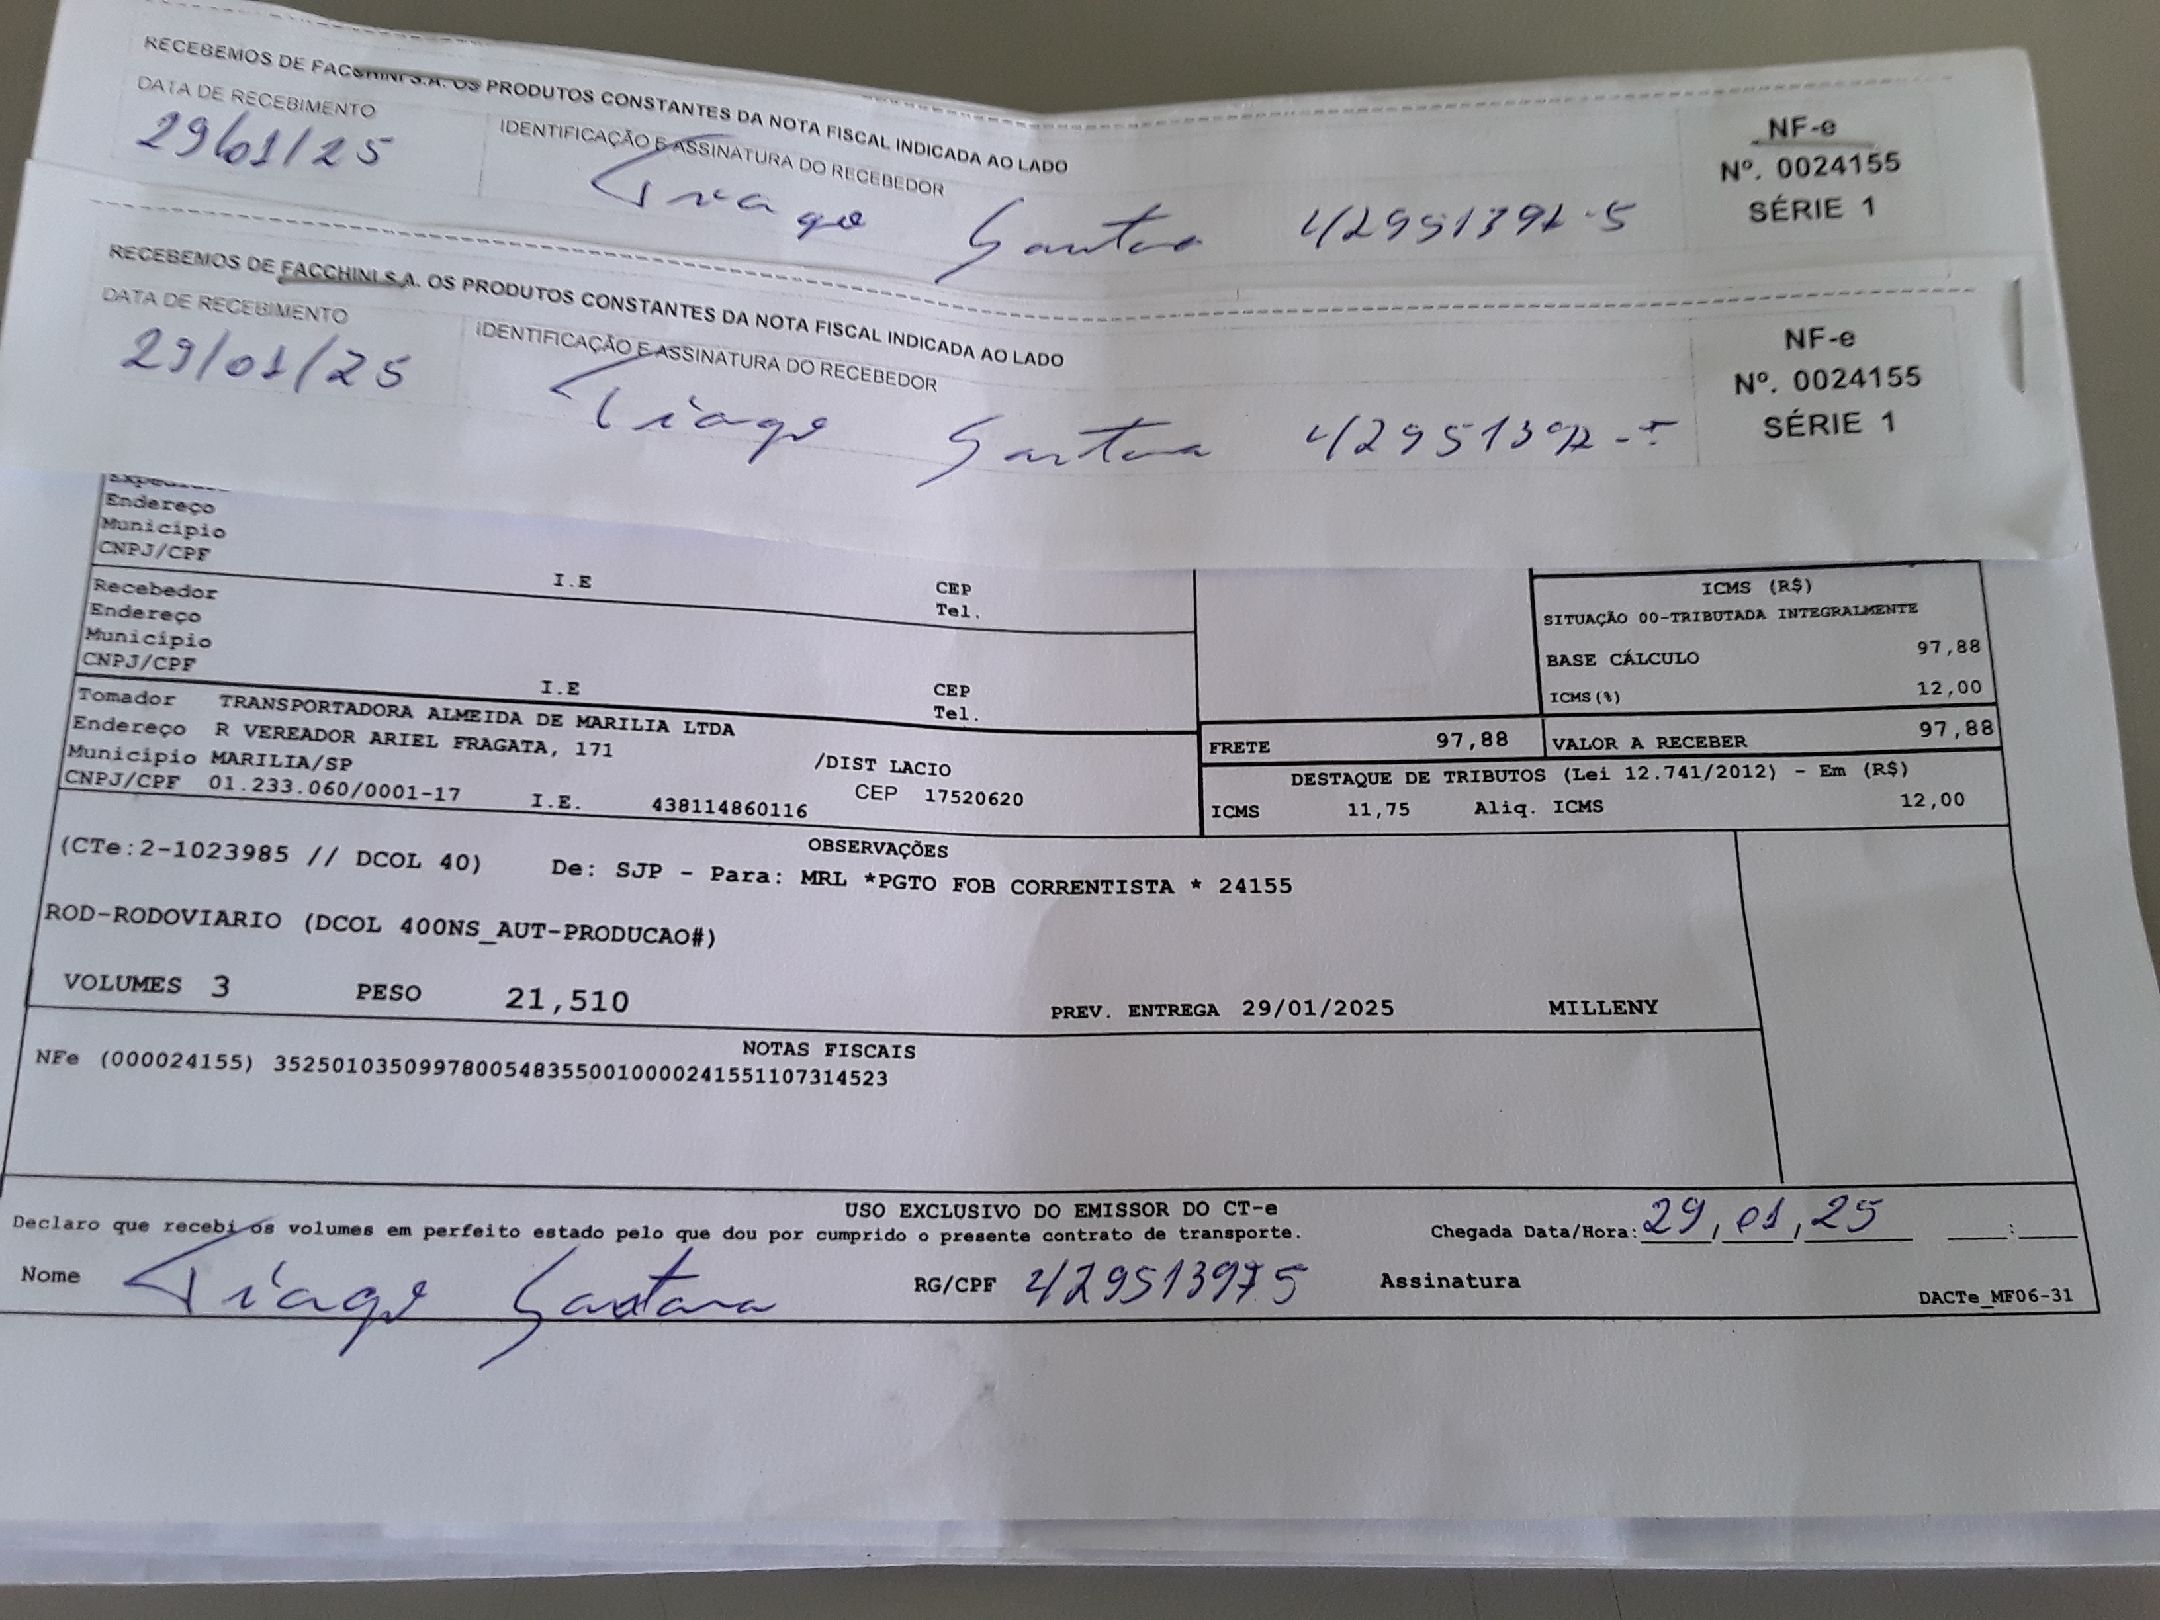 RECEBEMOS DE FACCHINI S.A. OS PRODUTOS CONSTANTES DA NOTA FISCAL INDICADA AO LADO
DATA DE RECEBIMENTO
IDENTIFICAÇÃO E ASSINATURA DO RECEBEDOR
29/01/25
NF-e
Nº. 0024155
SÉRIE 1
RECEBEMOS DE FACCHINI S.A. OS PRODUTOS CONSTANTES DA NOTA FISCAL INDICADA AO LADO
DATA DE RECEBIMENTO
IDENTIFICAÇÃO E ASSINATURA DO RECEBEDOR
29/01/25
Tiago
NF-e
Nº. 0024155
SÉRIE 1
Endereço
Município
CNPJ/CPF
I.E CEP
Tel.
Recebedor
Endereço
Município
CNPJ/CPF
I.E CEP
Tel.
Tomador TRANSPORTADORA ALMEIDA DE MARILIA LTDA
Endereço R VEREADOR ARIEL FRAGATA, 171 /DIST LACIO
Município MARILIA/SP CEP 17520620
CNPJ/CPF 01.233.060/0001-17 I.E. 438114860116
ICMS (R$)
SITUAÇÃO 00-TRIBUTADA INTEGRALMENTE
BASE CÁLCULO 97,88
ICMS(%) 12,00
FRETE 97,88 VALOR A RECEBER 97,88
DESTAQUE DE TRIBUTOS (Lei 12.741/2012) - Em (R$)
ICMS 11,75 Aliq. ICMS 12,00
OBSERVAÇÕES
(CTe:2-1023985 // DCOL 40) De: SJP - Para: MRL *PGTO FOB CORRENTISTA * 24155
ROD-RODOVIARIO (DCOL 400NS_AUT-PRODUCAO#)
VOLUMES 3 PESO 21,510 PREV. ENTREGA 29/01/2025 MILLENY
NOTAS FISCAIS
NFe (000024155) 35250103509978005483550010000241551107314523
USO EXCLUSIVO DO EMISSOR DO CT-e
Declaro que recebi os volumes em perfeito estado pelo que dou por cumprido o presente contrato de transporte. Chegada Data/Hora: 29, 01, 25 :
Nome Tiago RG/CPF Assinatura
DACTe_MF06-31